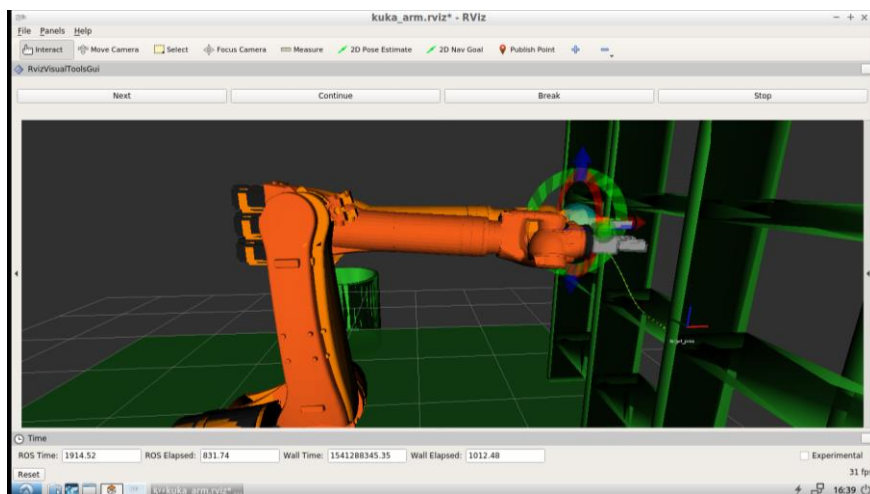 kuka_arm.rviz* - RViz
File Panels Help
Interact Move Camera Select Focus Camera Measure 2D Pose Estimate 2D Nav Goal Publish Point
RvizVisualToolsGui
Next Continue Break Stop
Time
ROS Time: 1914.52 ROS Elapsed: 831.74 Wall Time: 1541288345.35 Wall Elapsed: 1012.48 Experimental
Reset 31 fps
kuka_arm.rviz*... 16:39